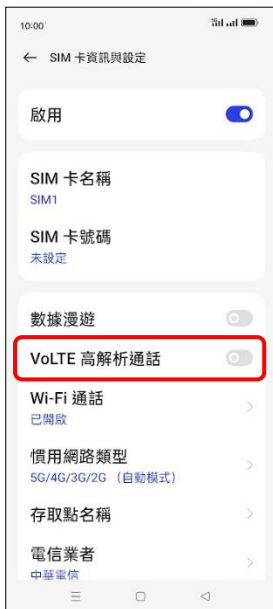 10:00
← SIM 卡資訊與設定
啟用
SIM 卡名稱
SIM1
SIM 卡號碼
未設定
數據漫遊
VoLTE 高解析通話
Wi-Fi 通話
已開啟
慣用網路類型
5G/4G/3G/2G （自動模式）
存取點名稱
電信業者
中華電信